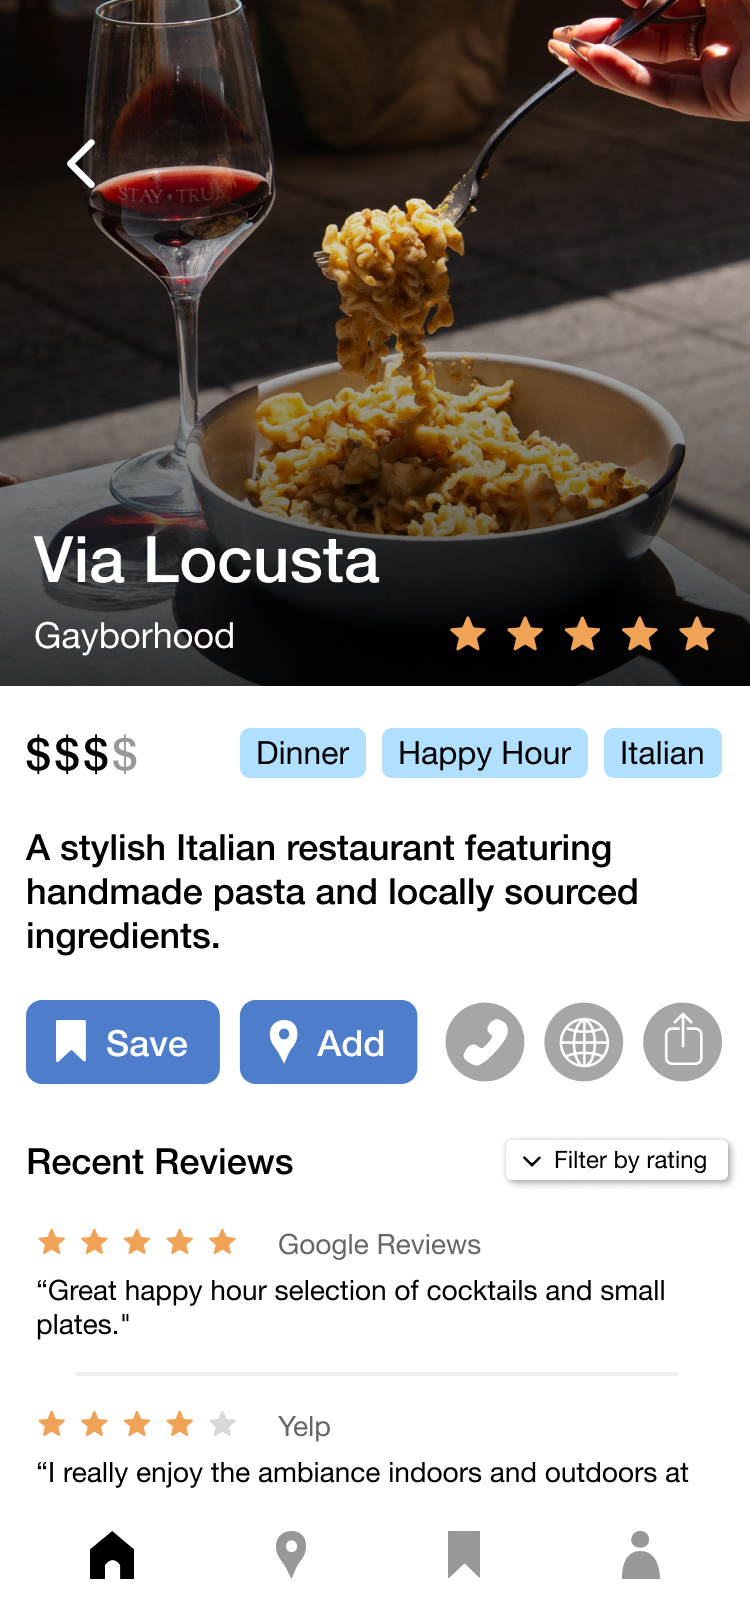 STAY • TRUE
Via Locusta
Gayborhood
$$$$
Dinner
Happy Hour
Italian
A stylish Italian restaurant featuring
handmade pasta and locally sourced
ingredients.
Save
Add
Recent Reviews
Filter by rating
Google Reviews
“Great happy hour selection of cocktails and small
plates."
Yelp
“I really enjoy the ambiance indoors and outdoors at